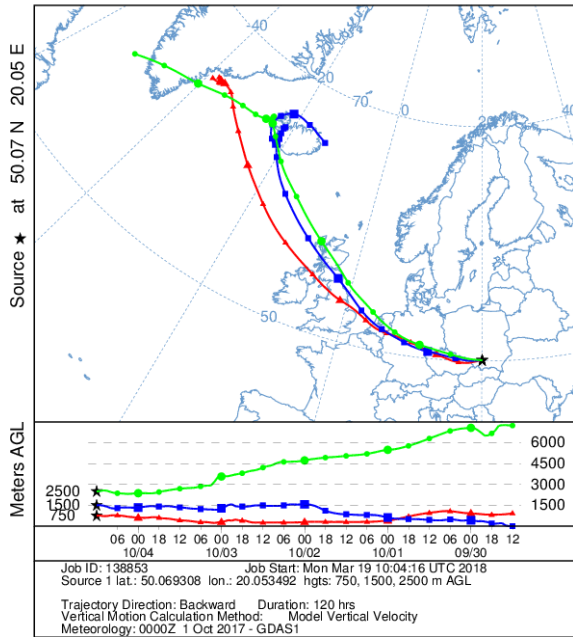 -40
-20
70
0
20
50
Source ★ at 50.07 N 20.05 E
Meters AGL
6000
4500
3000
1500
2500
1500
750
06 00 18 12 06 00 18 12 06 00 18 12 06 00 18 12 06 00 18 12
10/04 10/03 10/02 10/01 09/30
Job ID: 138853 Job Start: Mon Mar 19 10:04:16 UTC 2018
Source 1 lat.: 50.069308 lon.: 20.053492 hgts: 750, 1500, 2500 m AGL
Trajectory Direction: Backward Duration: 120 hrs
Vertical Motion Calculation Method: Model Vertical Velocity
Meteorology: 0000Z 1 Oct 2017 - GDAS1